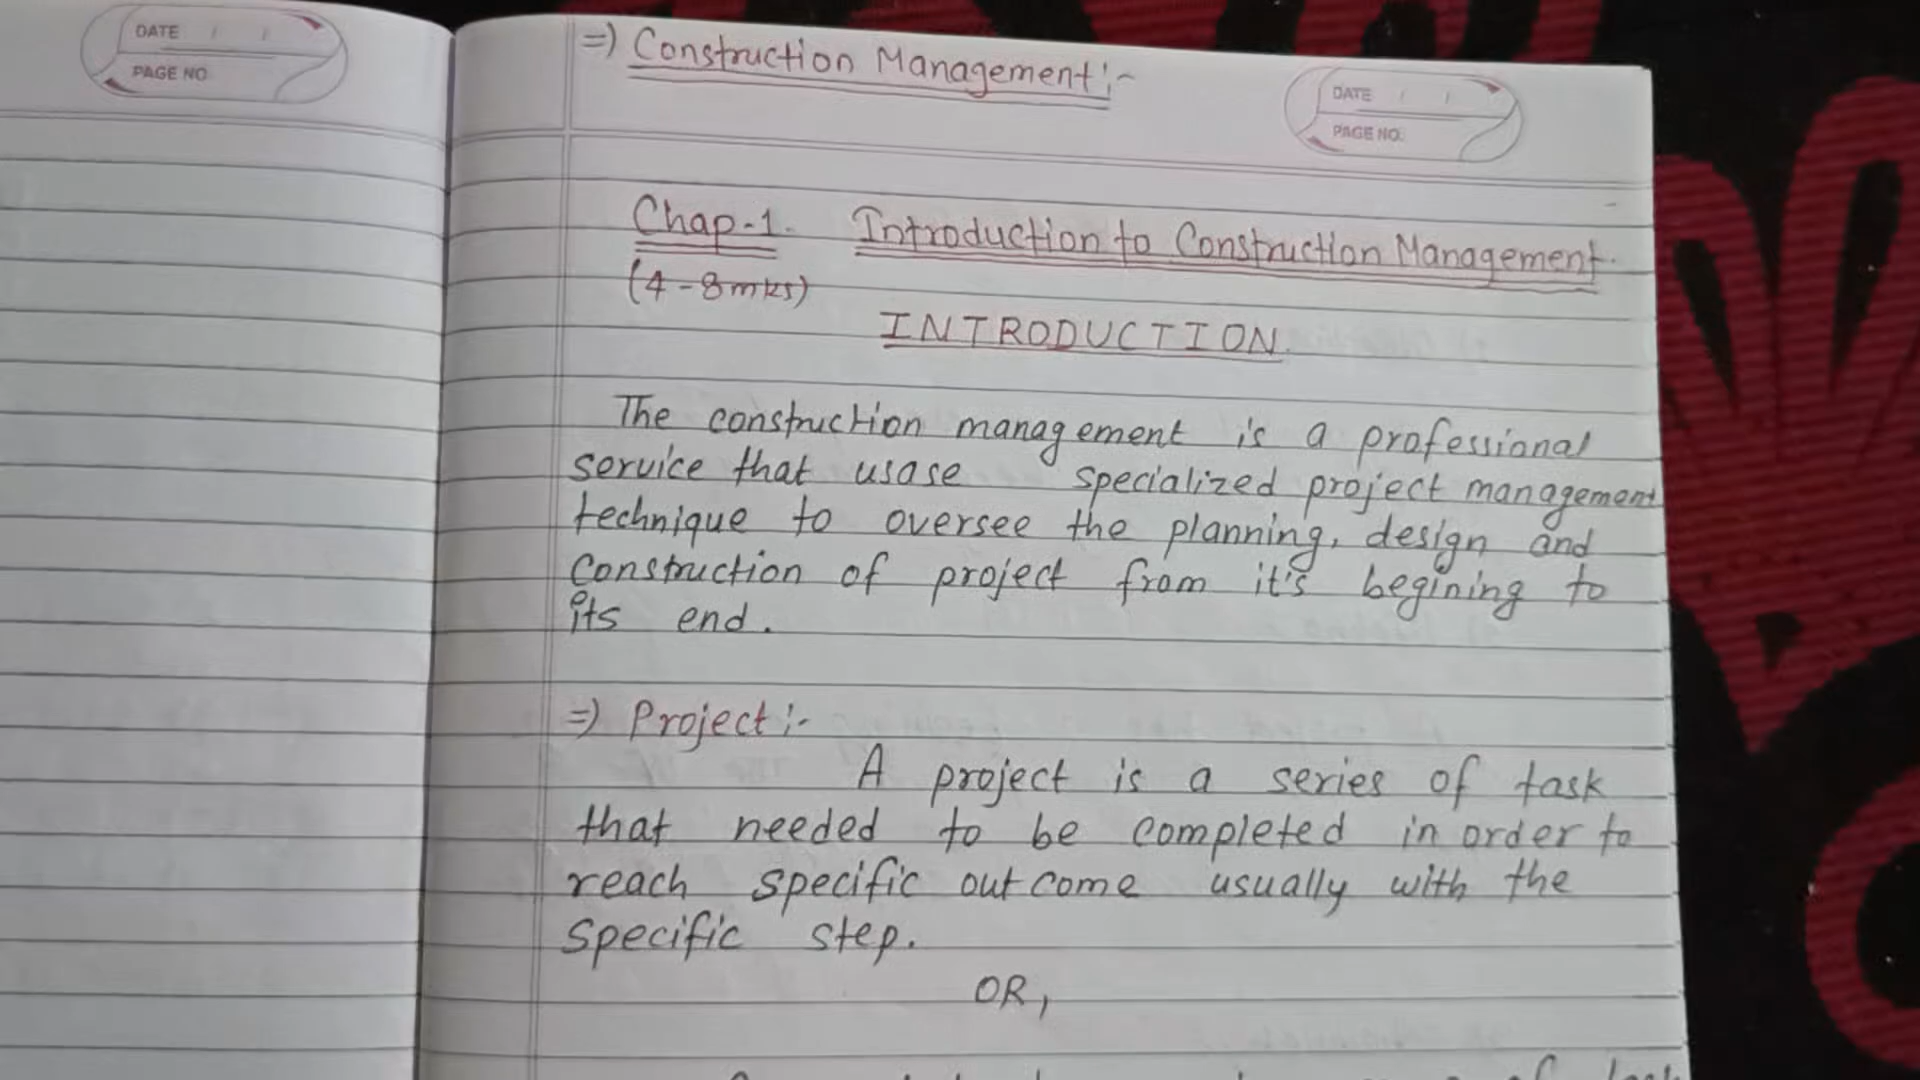 DATE / /
PAGE NO.
=) Construction Management :-
DATE / /
PAGE NO.
Chap-1. Introduction to Construction Management.
(4-8mks)
INTRODUCTION.
The construction management is a professional
service that usase specialized project management
technique to oversee the planning, design and
construction of project from it's begining to
its end.
=) Project :-
A project is a series of task
that needed to be completed in order to
reach specific out come usually with the
specific step.
OR,